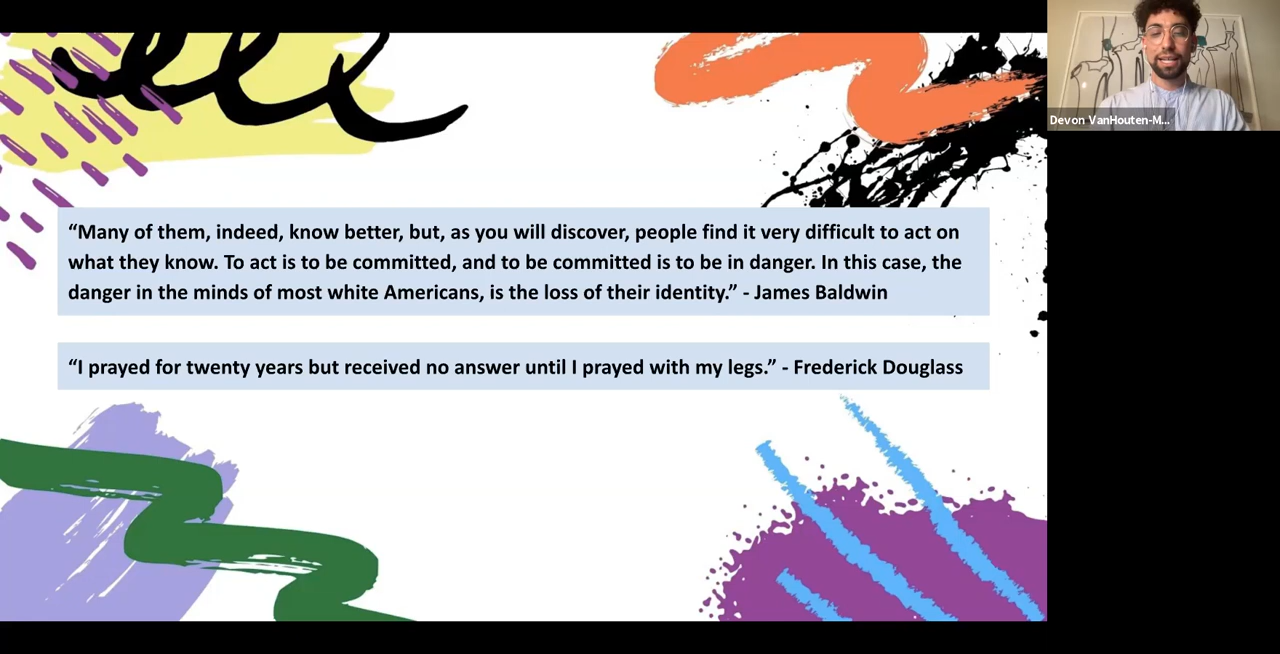 “Many of them, indeed, know better, but, as you will discover, people find it very difficult to act on
what they know. To act is to be committed, and to be committed is to be in danger. In this case, the
danger in the minds of most white Americans, is the loss of their identity.” - James Baldwin
“I prayed for twenty years but received no answer until I prayed with my legs.” - Frederick Douglass
Devon VanHouten-M...